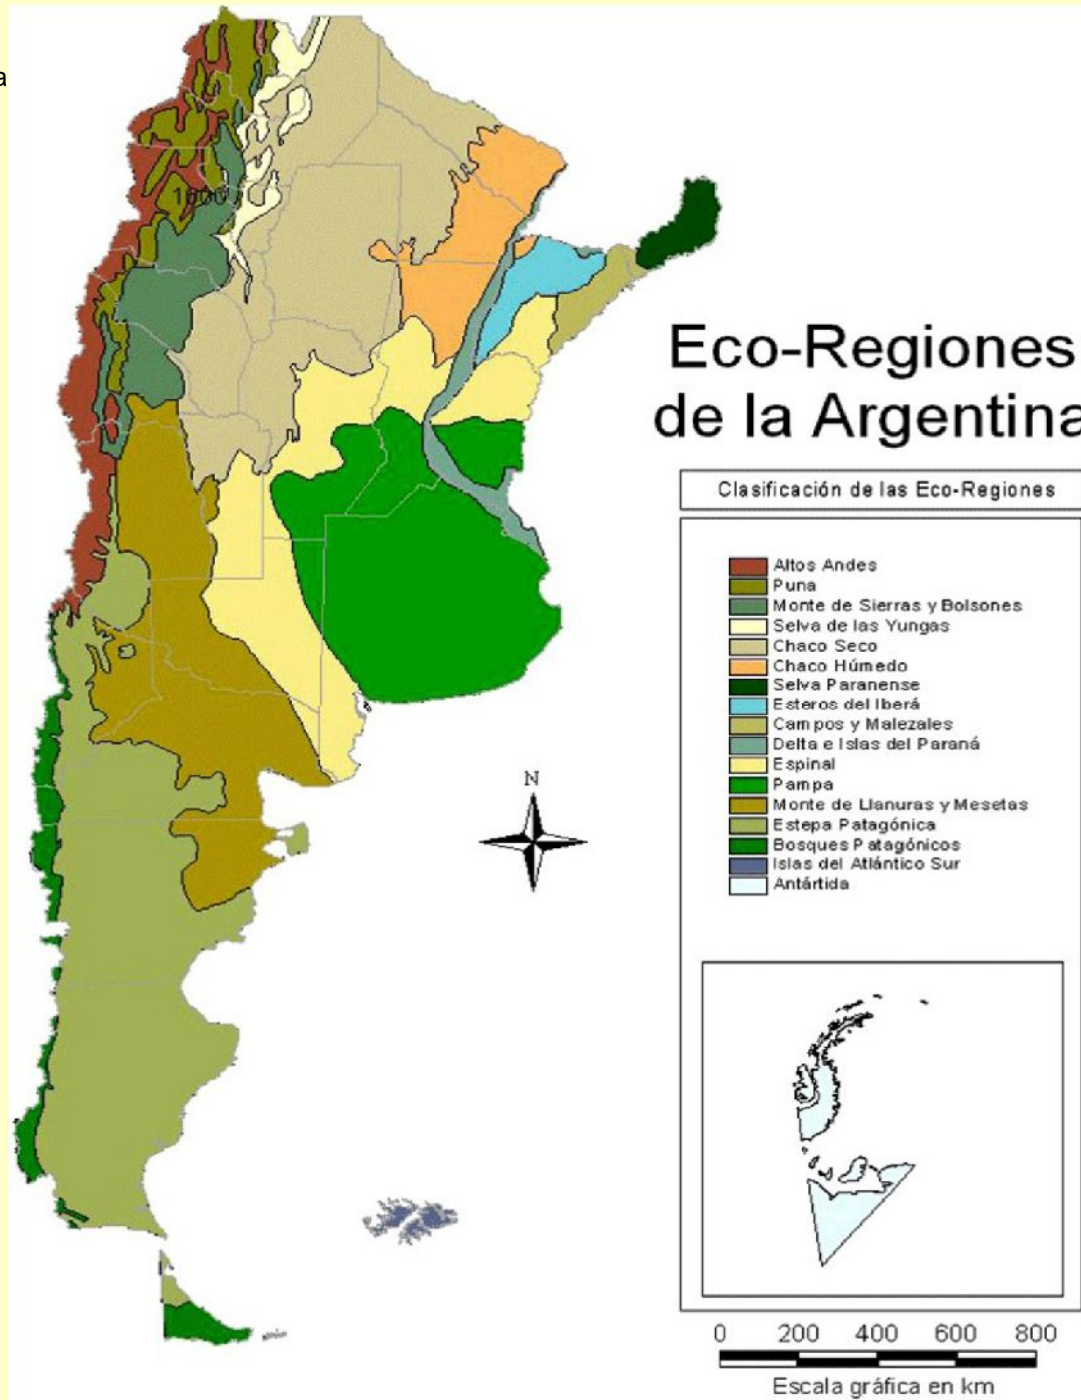 a
1600
Eco-Regiones
de la Argentina
Clasificación de las Eco-Regiones
Altos Andes
Puna
Monte de Sierras y Bolsones
Selva de las Yungas
Chaco Seco
Chaco Húmedo
Selva Paranense
Esteros del Iberá
Campos y Malezales
Delta e Islas del Paraná
Espinal
Pampa
Monte de Llanuras y Mesetas
Estepa Patagónica
Bosques Patagónicos
Islas del Atlántico Sur
Antártida
N
0 200 400 600 800
Escala gráfica en km